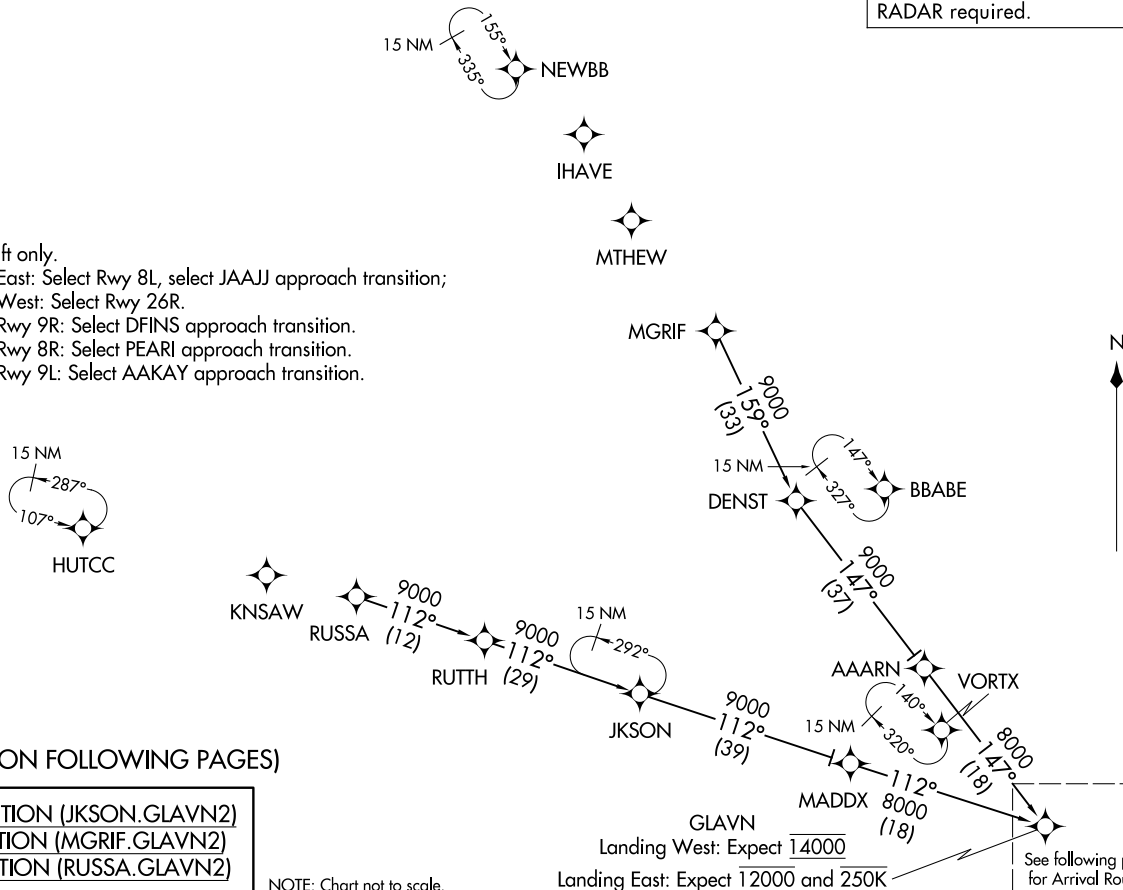 RADAR required.
155°
15 NM
335°
NEWBB
IHAVE
MTHEW
ft only.
East: Select Rwy 8L, select JAAJJ approach transition;
West: Select Rwy 26R.
Rwy 9R: Select DFINS approach transition.
Rwy 8R: Select PEARI approach transition.
Rwy 9L: Select AAKAY approach transition.
MGRIF
N
9000
159°
(33)
15 NM
147°
327°
BBABE
DENST
15 NM
287°
107°
HUTCC
9000
147°
(37)
KNSAW
RUSSA
9000
112°
(12)
RUTTH
9000
112°
(29)
15 NM
292°
JKSON
AAARN
VORTX
140°
15 NM
320°
9000
112°
(39)
8000
147°
(18)
MADDX
112°
8000
(18)
ON FOLLOWING PAGES)
TION (JKSON.GLAVN2)
TION (MGRIF.GLAVN2)
TION (RUSSA.GLAVN2)
NOTE: Chart not to scale.
GLAVN
Landing West: Expect 14000
Landing East: Expect 12000 and 250K
See following p
for Arrival Rou